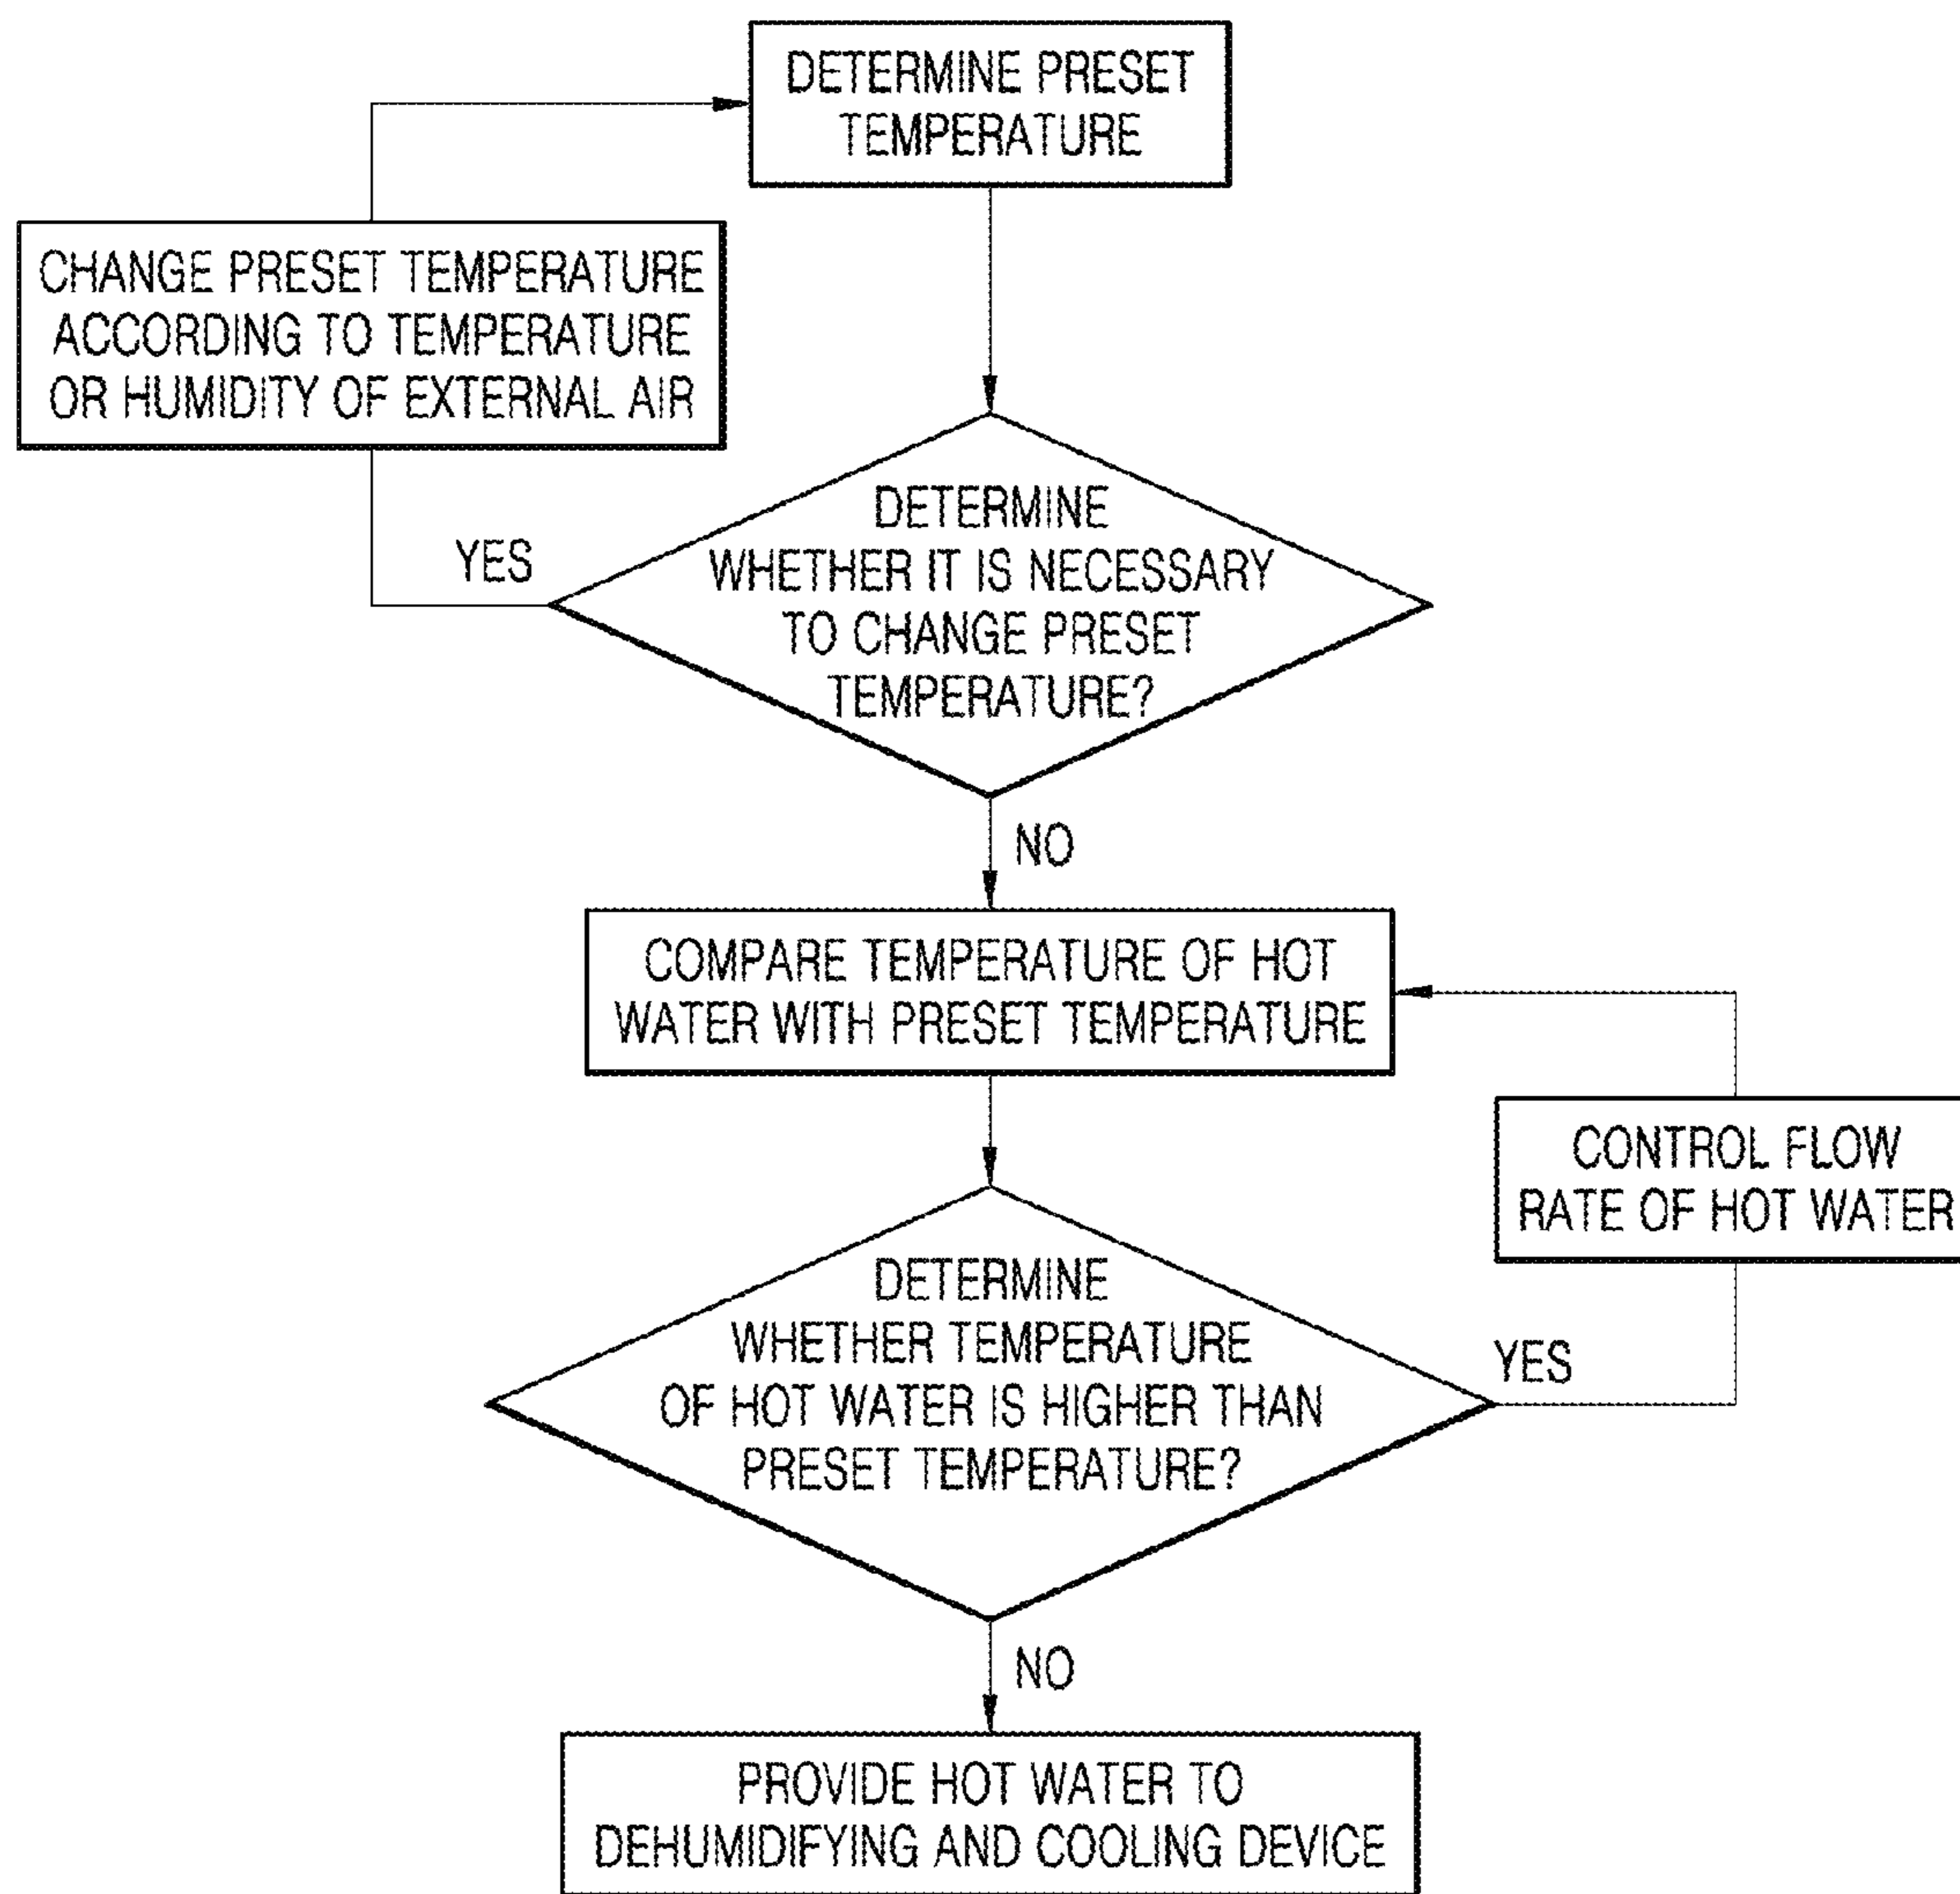 DETERMINE PRESET
TEMPERATURE
CHANGE PRESET TEMPERATURE
ACCORDING TO TEMPERATURE
OR HUMIDITY OF EXTERNAL AIR
DETERMINE
WHETHER IT IS NECESSARY
TO CHANGE PRESET
TEMPERATURE?
YES
NO
COMPARE TEMPERATURE OF HOT
WATER WITH PRESET TEMPERATURE
CONTROL FLOW
RATE OF HOT WATER
DETERMINE
WHETHER TEMPERATURE
OF HOT WATER IS HIGHER THAN
PRESET TEMPERATURE?
YES
NO
PROVIDE HOT WATER TO
DEHUMIDIFYING AND COOLING DEVICE